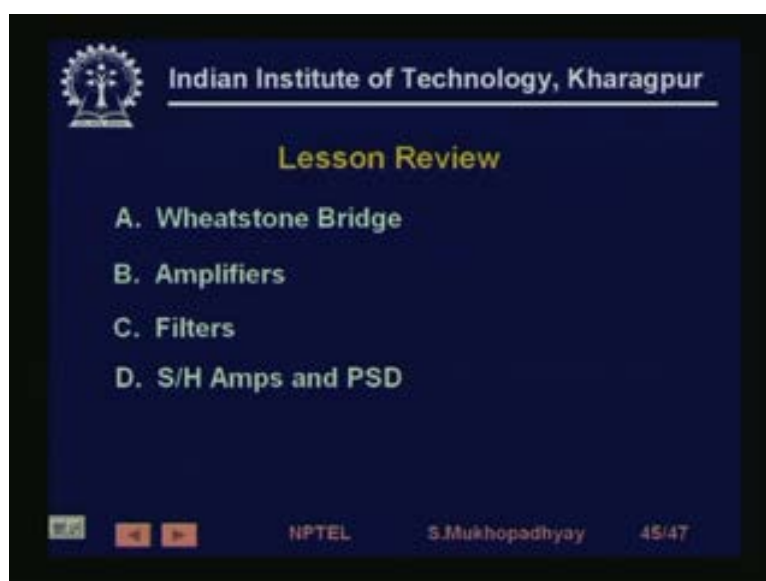 Indian Institute of Technology, Kharagpur
Lesson Review
A. Wheatstone Bridge
B. Amplifiers
C. Filters
D. S/H Amps and PSD
NPTEL S.Mukhopadhyay 45/47